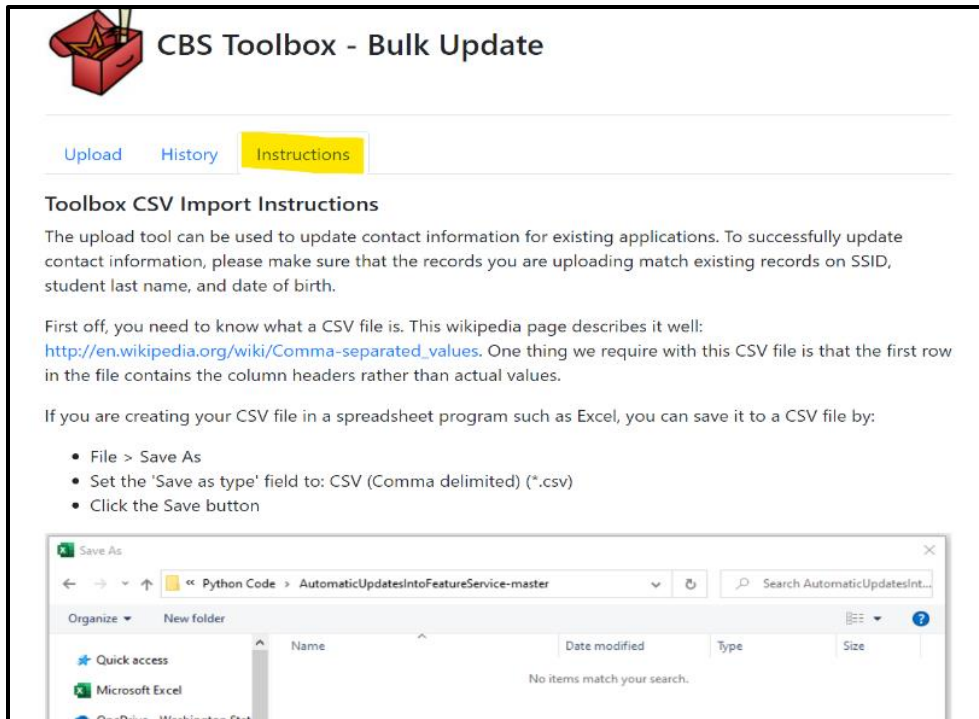 CBS Toolbox - Bulk Update
Upload History Instructions
Toolbox CSV Import Instructions
The upload tool can be used to update contact information for existing applications. To successfully update
contact information, please make sure that the records you are uploading match existing records on SSID,
student last name, and date of birth.
First off, you need to know what a CSV file is. This wikipedia page describes it well:
http://en.wikipedia.org/wiki/Comma-separated_values. One thing we require with this CSV file is that the first row
in the file contains the column headers rather than actual values.
If you are creating your CSV file in a spreadsheet program such as Excel, you can save it to a CSV file by:
• File > Save As
• Set the 'Save as type' field to: CSV (Comma delimited) (*.csv)
• Click the Save button
Save As
« Python Code › AutomaticUpdatesIntoFeatureService-master Search AutomaticUpdatesInt...
Organize New folder
Name Date modified Type Size
Quick access
No items match your search.
Microsoft Excel
OneDrive - Washington Stat